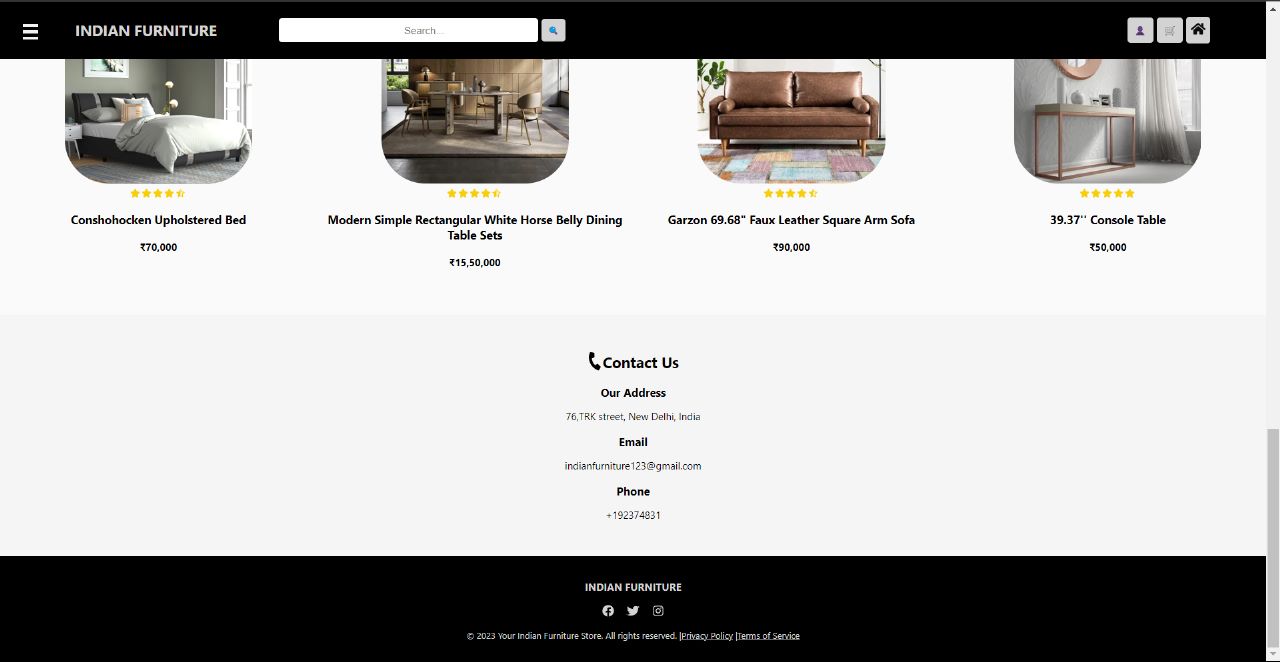 INDIAN FURNITURE
Search...
Conshohocken Upholstered Bed
₹70,000
Modern Simple Rectangular White Horse Belly Dining
Table Sets
₹15,50,000
Garzon 69.68" Faux Leather Square Arm Sofa
₹90,000
39.37'' Console Table
₹50,000
Contact Us
Our Address
76,TRK street, New Delhi, India
Email
indianfurniture123@gmail.com
Phone
+192374831
INDIAN FURNITURE
© 2023 Your Indian Furniture Store. All rights reserved. |Privacy Policy |Terms of Service